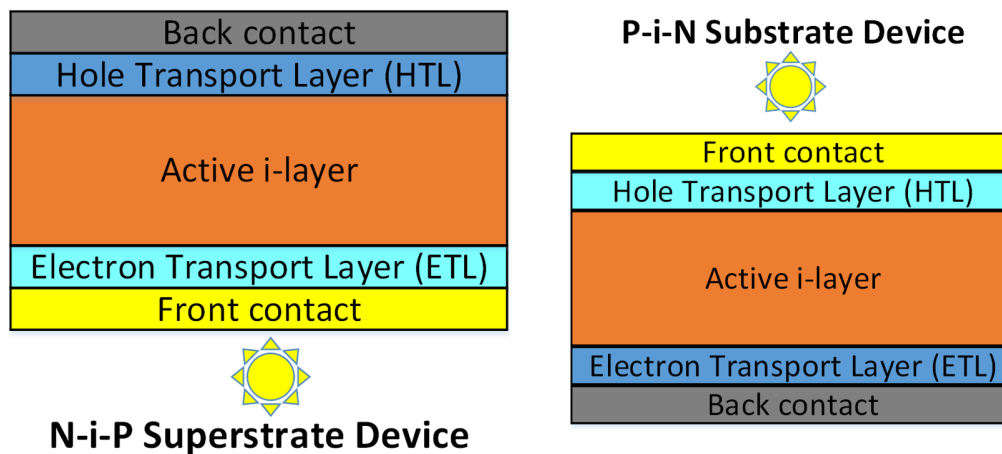 Back contact
Hole Transport Layer (HTL)
Active i-layer
Electron Transport Layer (ETL)
Front contact
N-i-P Superstrate Device
P-i-N Substrate Device
Front contact
Hole Transport Layer (HTL)
Active i-layer
Electron Transport Layer (ETL)
Back contact